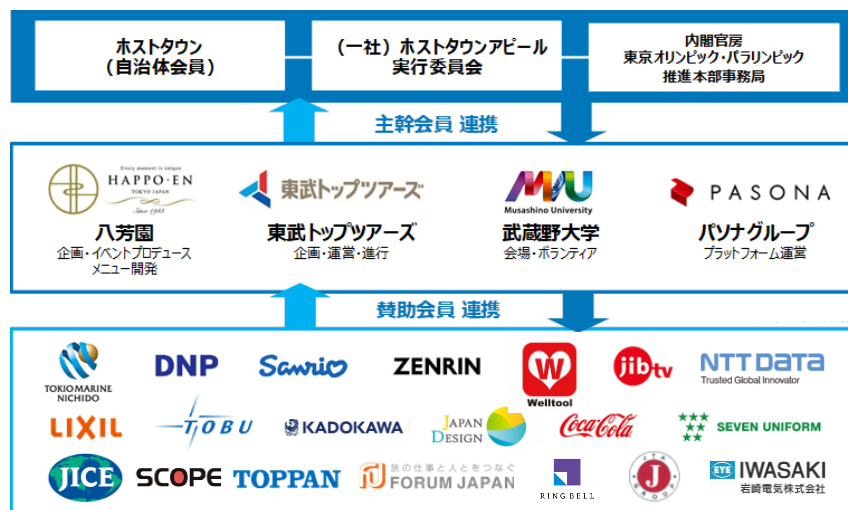 ホストタウン
(自治体会員)
(一社)ホストタウンアピール
実行委員会
内閣官房
東京オリンピック・パラリンピック
推進本部事務局
主幹会員 連携
Every moment is unique
HAPPO-EN
TOKYO JAPAN
Since 1943
八芳園
企画・イベントプロデュース
メニュー開発
東武トップツアーズ
東武トップツアーズ
企画・運営・進行
MU
Musashino University
武蔵野大学
会場・ボランティア
PASONA
パソナグループ
プラットフォーム運営
賛助会員 連携
TOKIO MARINE
NICHIDO
DNP
Sanrio
ZENRIN
W
Welltool
jibtv
NTT DATA
Trusted Global Innovator
LIXIL
TOBU
KADOKAWA
JAPAN
DESIGN
Coca-Cola
SEVEN UNIFORM
JICE
SCOPE
TOPPAN
旅の仕事と人とをつなぐ
FORUM JAPAN
RINGBELL
JTA
GROUP
J
EYE
IWASAKI
岩崎電気株式会社